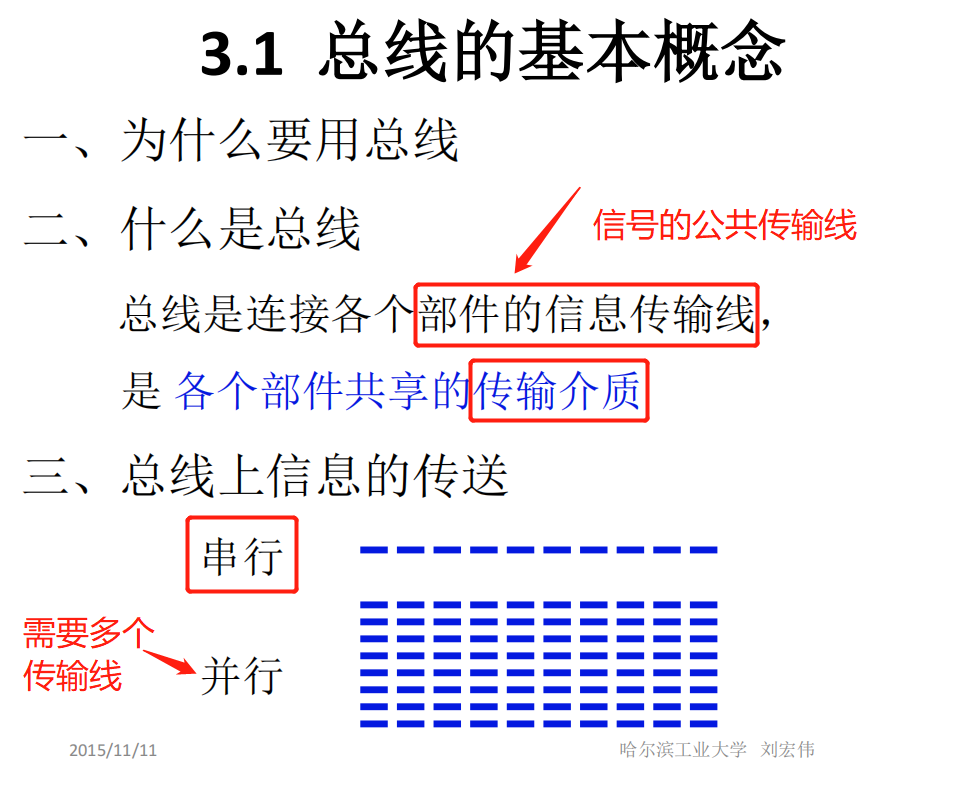 3.1 总线的基本概念
一、为什么要用总线
二、什么是总线
信号的公共传输线
总线是连接各个部件的信息传输线，
是 各个部件共享的传输介质
三、总线上信息的传送
串行
需要多个
传输线
并行
2015/11/11
哈尔滨工业大学 刘宏伟